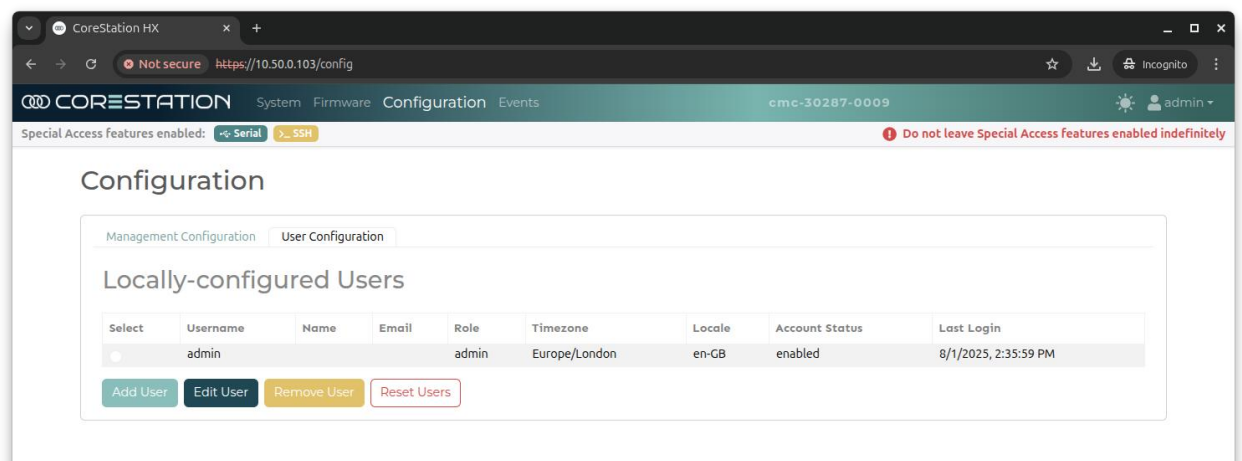 CoreStation HX
Not secure https://10.50.0.103/config
Incognito
CORESTATION System Firmware Configuration Events cmc-30287-0009 admin
Special Access features enabled: Serial >_ SSH Do not leave Special Access features enabled indefinitely
Configuration
Management Configuration User Configuration
Locally-configured Users
Select Username Name Email Role Timezone Locale Account Status Last Login
admin admin Europe/London en-GB enabled 8/1/2025, 2:35:59 PM
Add User Edit User Remove User Reset Users